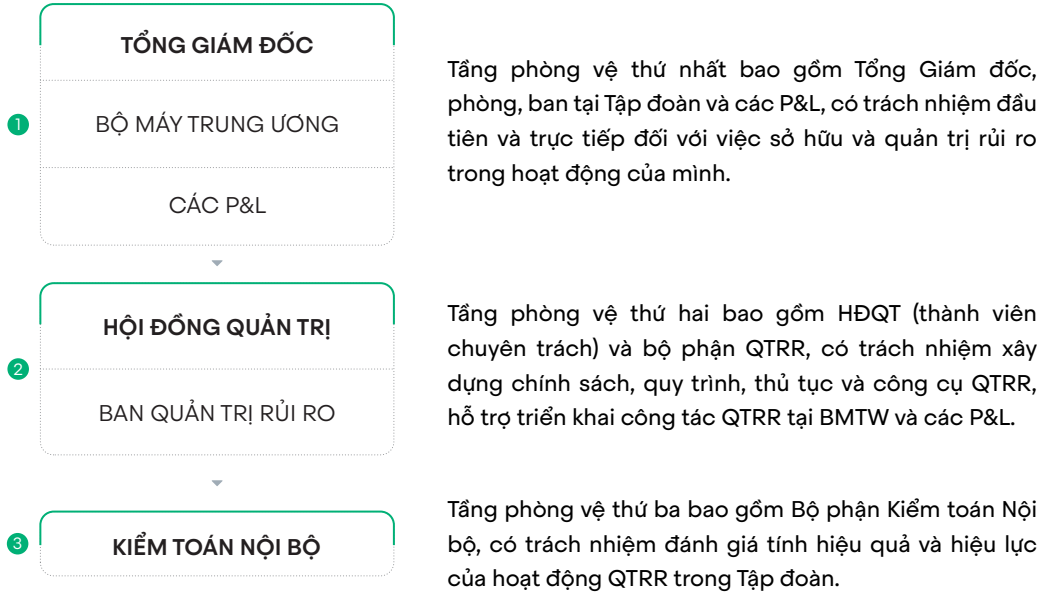 TỔNG GIÁM ĐỐC
1
BỘ MÁY TRUNG ƯƠNG
CÁC P&L
Tầng phòng vệ thứ nhất bao gồm Tổng Giám đốc,
phòng, ban tại Tập đoàn và các P&L, có trách nhiệm đầu
tiên và trực tiếp đối với việc sở hữu và quản trị rủi ro
trong hoạt động của mình.
HỘI ĐỒNG QUẢN TRỊ
2
BAN QUẢN TRỊ RỦI RO
Tầng phòng vệ thứ hai bao gồm HĐQT (thành viên
chuyên trách) và bộ phận QTRR, có trách nhiệm xây
dựng chính sách, quy trình, thủ tục và công cụ QTRR,
hỗ trợ triển khai công tác QTRR tại BMTW và các P&L.
3
KIỂM TOÁN NỘI BỘ
Tầng phòng vệ thứ ba bao gồm Bộ phận Kiểm toán Nội
bộ, có trách nhiệm đánh giá tính hiệu quả và hiệu lực
của hoạt động QTRR trong Tập đoàn.